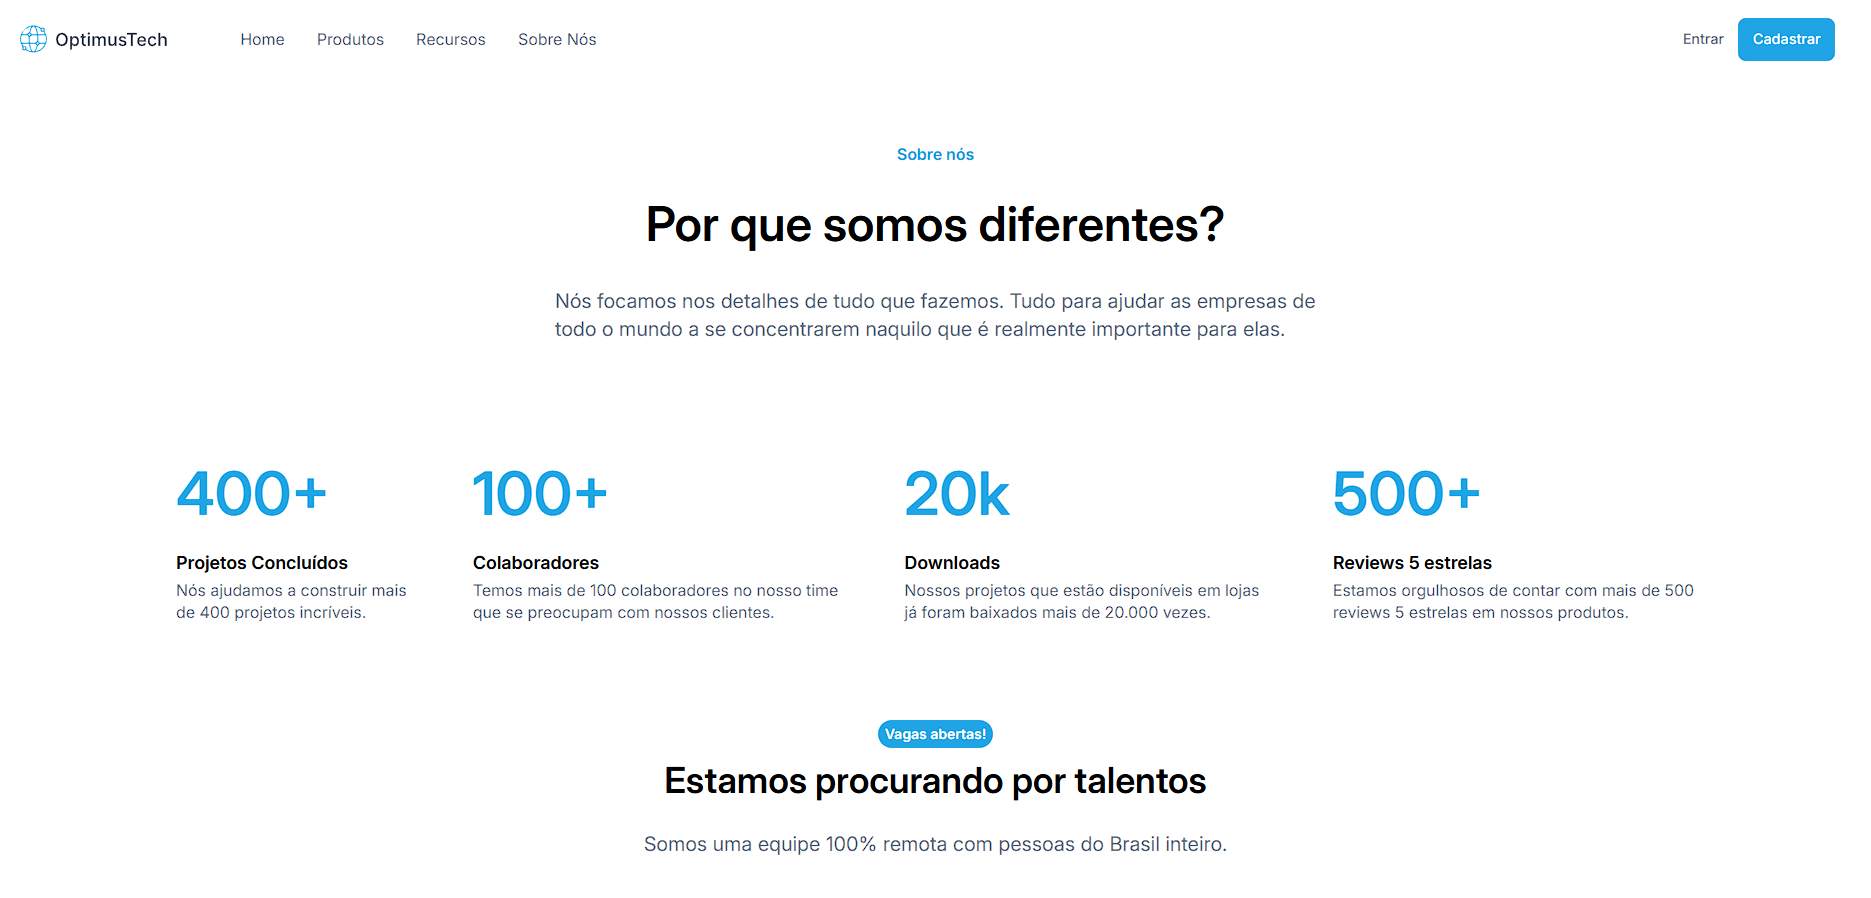 OptimusTech
Home
Produtos
Recursos
Sobre Nós
Entrar
Cadastrar
Sobre nós
Por que somos diferentes?
Nós focamos nos detalhes de tudo que fazemos. Tudo para ajudar as empresas de
todo o mundo a se concentrarem naquilo que é realmente importante para elas.
400+
Projetos Concluídos
Nós ajudamos a construir mais
de 400 projetos incríveis.
100+
Colaboradores
Temos mais de 100 colaboradores no nosso time
que se preocupam com nossos clientes.
20k
Downloads
Nossos projetos que estão disponíveis em lojas
já foram baixados mais de 20.000 vezes.
500+
Reviews 5 estrelas
Estamos orgulhosos de contar com mais de 500
reviews 5 estrelas em nossos produtos.
Vagas abertas!
Estamos procurando por talentos
Somos uma equipe 100% remota com pessoas do Brasil inteiro.